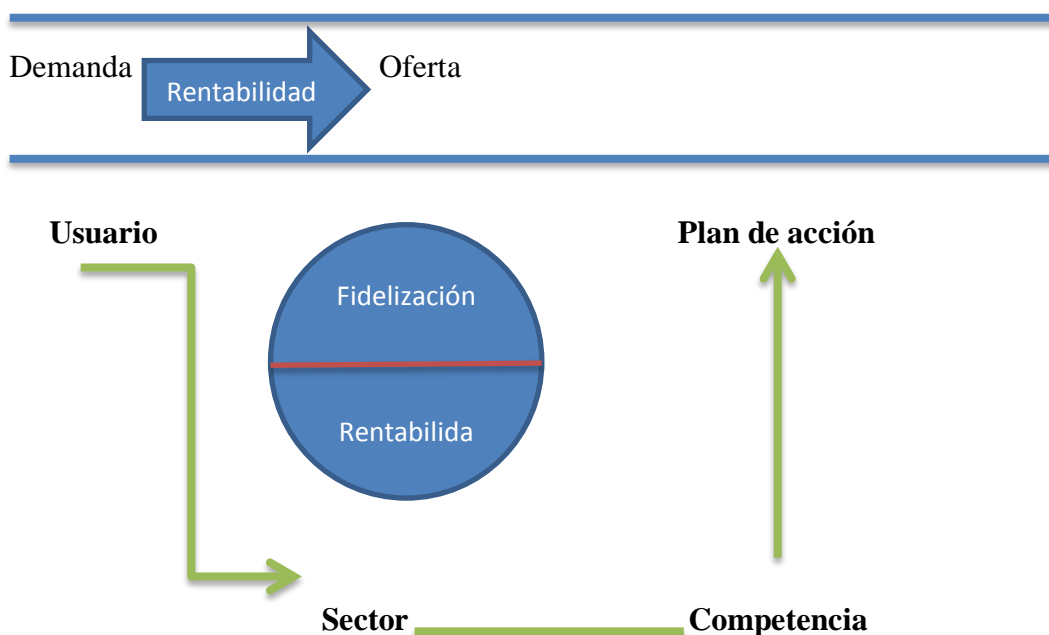 Demanda
Rentabilidad
Oferta
Usuario
Plan de acción
Fidelización
Rentabilida
Sector
Competencia